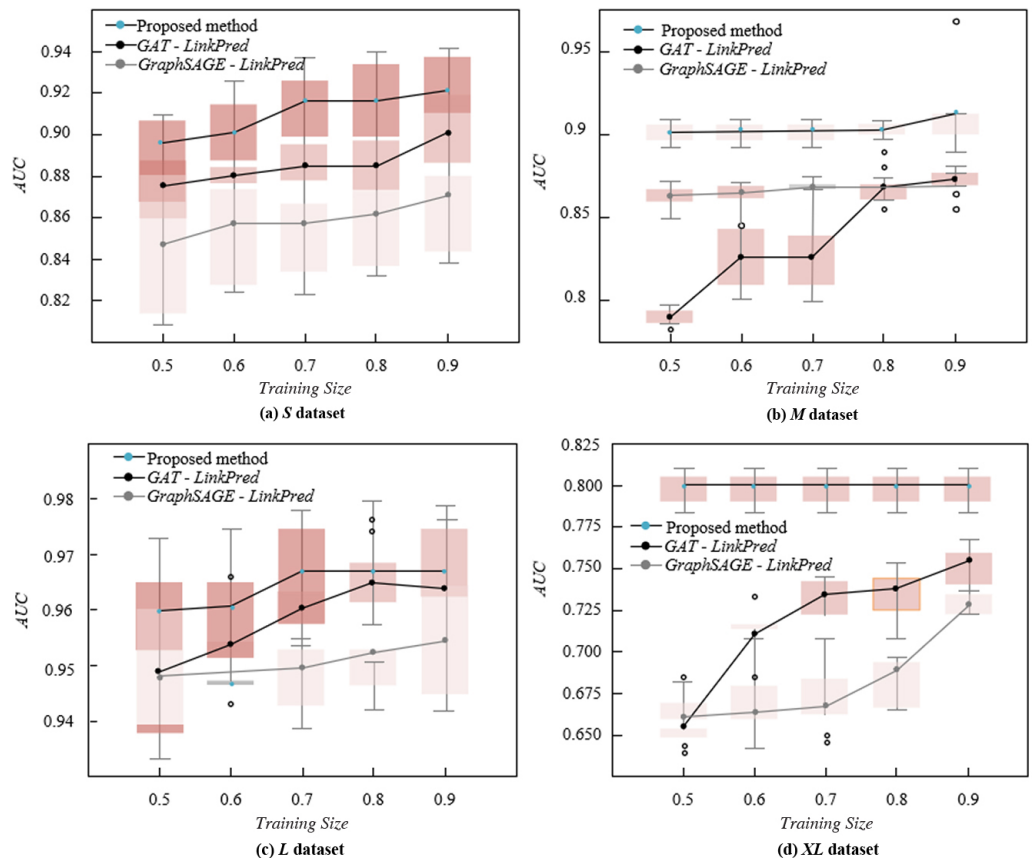 Proposed method
GAT - LinkPred
GraphSAGE - LinkPred
AUC
0.94
0.92
0.90
0.88
0.86
0.84
0.82
0.5 0.6 0.7 0.8 0.9
Training Size
(a) S dataset
Proposed method
GAT - LinkPred
GraphSAGE - LinkPred
AUC
0.95
0.9
0.85
0.8
0.5 0.6 0.7 0.8 0.9
Training Size
(b) M dataset
Proposed method
GAT - LinkPred
GraphSAGE - LinkPred
AUC
0.98
0.97
0.96
0.95
0.94
0.5 0.6 0.7 0.8 0.9
Training Size
(c) L dataset
Proposed method
GAT - LinkPred
GraphSAGE - LinkPred
AUC
0.825
0.800
0.775
0.750
0.725
0.700
0.675
0.650
0.5 0.6 0.7 0.8 0.9
Training Size
(d) XL dataset